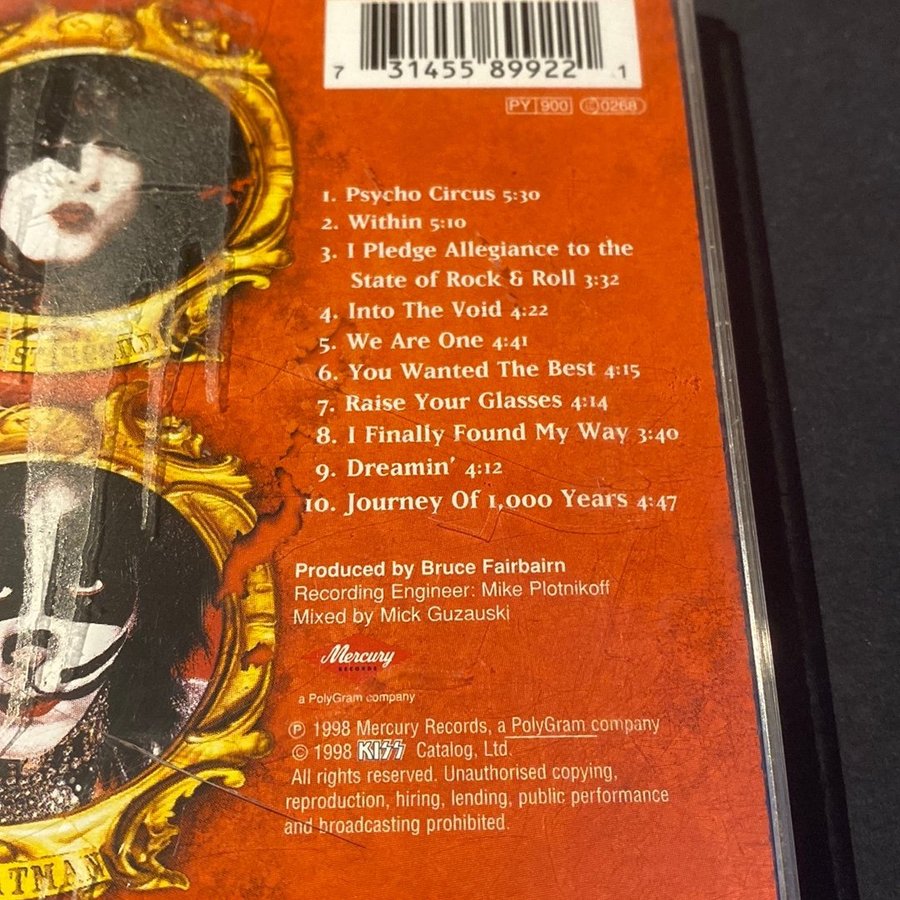 7 31455 89922 1
PY 900 LC 0268
1. Psycho Circus 5:30
2. Within 5:10
3. I Pledge Allegiance to the
State of Rock & Roll 3:32
4. Into The Void 4:22
5. We Are One 4:41
6. You Wanted The Best 4:15
7. Raise Your Glasses 4:14
8. I Finally Found My Way 3:40
9. Dreamin' 4:12
10. Journey Of 1,000 Years 4:47
Produced by Bruce Fairbairn
Recording Engineer: Mike Plotnikoff
Mixed by Mick Guzauski
Mercury
RECORDS
a PolyGram company
℗ 1998 Mercury Records, a PolyGram company
© 1998 KISS Catalog, Ltd.
All rights reserved. Unauthorised copying,
reproduction, hiring, lending, public performance
and broadcasting prohibited.
ATMAN